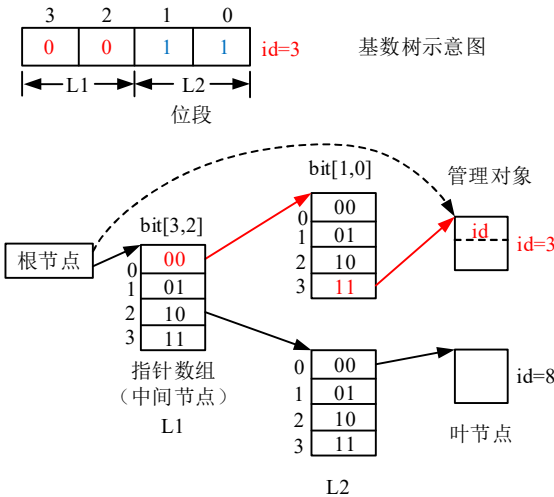 3 2 1 0
0 0 1 1 id=3 基数树示意图
L1 L2
位段
bit[1,0] 管理对象
bit[3,2]
根节点
0 00
1 01
2 10
3 11
指针数组
（中间节点）
L1
0 00
1 01
2 10
3 11
id id=3
0 00
1 01
2 10
3 11
L2
id=8
叶节点